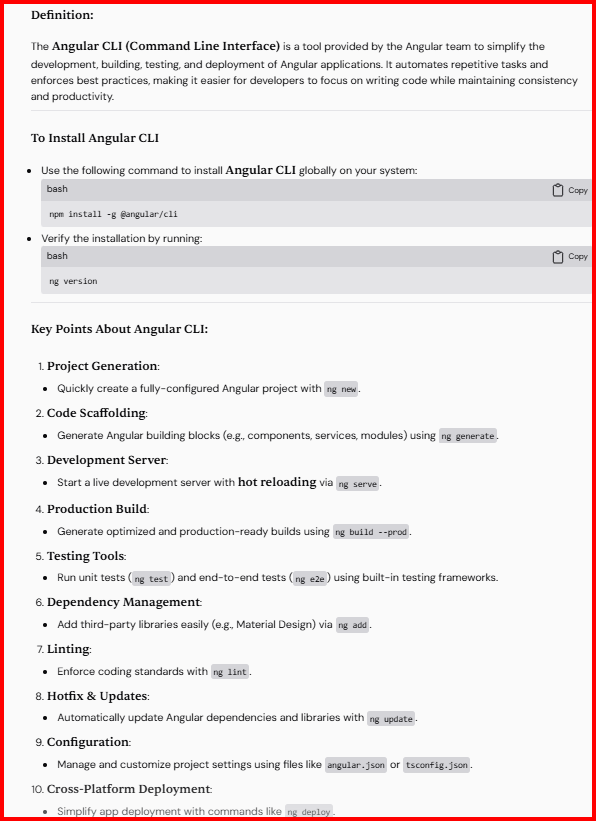 Definition:
The Angular CLI (Command Line Interface) is a tool provided by the Angular team to simplify the
development, building, testing, and deployment of Angular applications. It automates repetitive tasks and
enforces best practices, making it easier for developers to focus on writing code while maintaining consistency
and productivity.
To Install Angular CLI
• Use the following command to install Angular CLI globally on your system:
bash Copy
npm install -g @angular/cli
• Verify the installation by running:
bash Copy
ng version
Key Points About Angular CLI:
1. Project Generation:
• Quickly create a fully-configured Angular project with ng new.
2. Code Scaffolding:
• Generate Angular building blocks (e.g., components, services, modules) using ng generate.
3. Development Server:
• Start a live development server with hot reloading via ng serve.
4. Production Build:
• Generate optimized and production-ready builds using ng build --prod.
5. Testing Tools:
• Run unit tests (ng test) and end-to-end tests (ng e2e) using built-in testing frameworks.
6. Dependency Management:
• Add third-party libraries easily (e.g., Material Design) via ng add.
7. Linting:
• Enforce coding standards with ng lint.
8. Hotfix & Updates:
• Automatically update Angular dependencies and libraries with ng update.
9. Configuration:
• Manage and customize project settings using files like angular.json or tsconfig.json.
10. Cross-Platform Deployment:
• Simplify app deployment with commands like ng deploy.